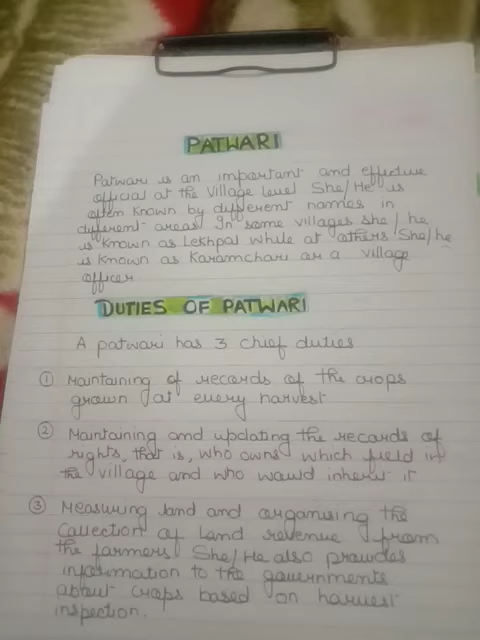 PATWARI
Patwari is an important and effective
official at the village level She/He is
often known by different names in
different areas In some villages she/he
is known as Lekhpal while at others She/he
is known as Karamchari or a village
officer
DUTIES OF PATWARI
A patwari has 3 chief duties
① Maintaining of records of the crops
grown at every harvest
② Maintaining and updating the records of
rights, that is, who owns which field in
the village and who would inherit it
③ Measuring land and organising the
Collection of Land revenue from
the farmers She/He also provides
information to the governments
about crops based on harvest
inspection.